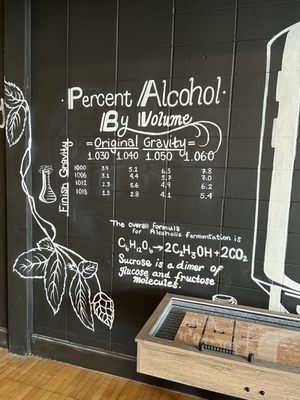 Percent Alcohol
By Volume
Original Gravity
1.030 1.040 1.050 1.060
Finish Gravity
1000 3.9 5.2 6.5 7.8
1006 3.1 4.4 5.7 7.0
1012 2.3 3.6 4.9 6.2
1018 1.5 2.8 4.1 5.4
The overall formula
for Alcoholic fermentation is
C₆H₁₂O₆→2C₂H₅OH+2CO₂
Sucrose is a dimer of
Glucose and fructose
molecules.